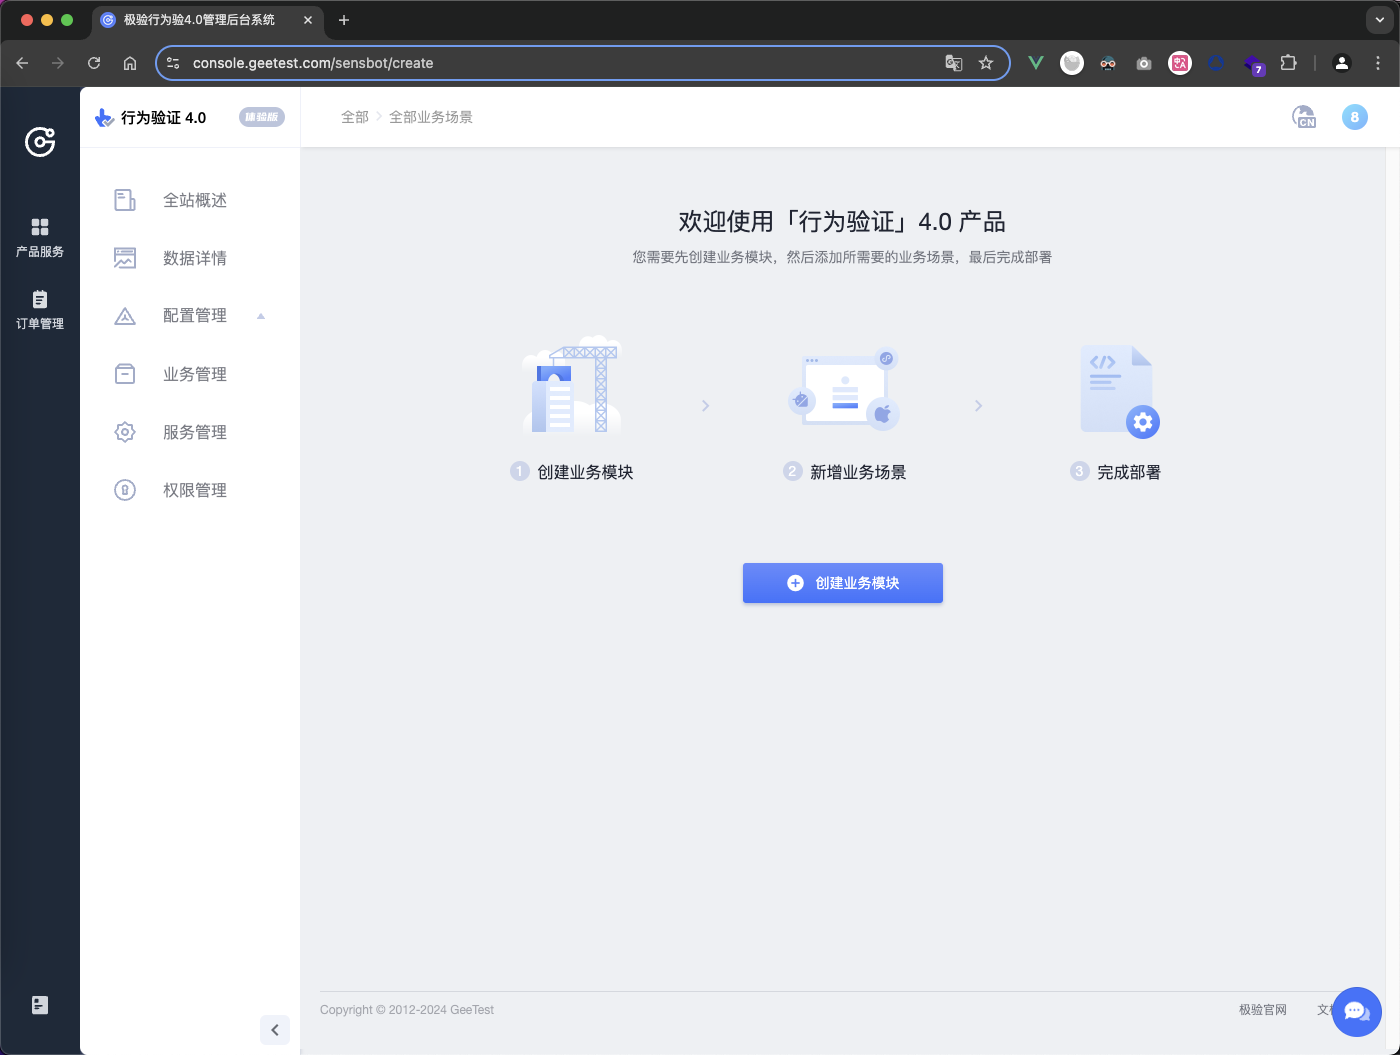 极验行为验4.0管理后台系统
console.geetest.com/sensbot/create
7
行为验证 4.0
体验版
全部
全部业务场景
CN
8
产品服务
订单管理
全站概述
数据详情
配置管理
业务管理
服务管理
权限管理
欢迎使用「行为验证」4.0 产品
您需要先创建业务模块，然后添加所需要的业务场景，最后完成部署
1 创建业务模块
2 新增业务场景
3 完成部署
创建业务模块
Copyright © 2012-2024 GeeTest
极验官网
文